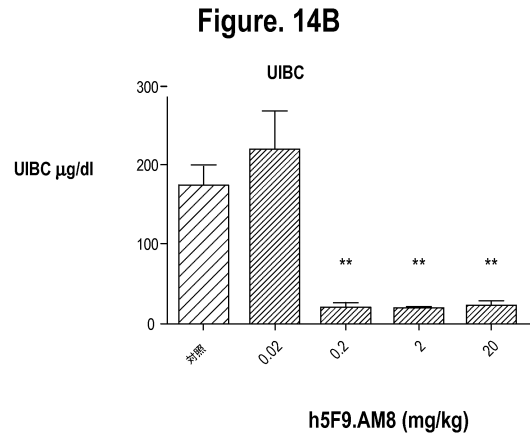 Figure. 14B
UIBC
UIBC µg/dl
300
200
100
0
** ** **
対照 0.02 0.2 2 20
h5F9.AM8 (mg/kg)